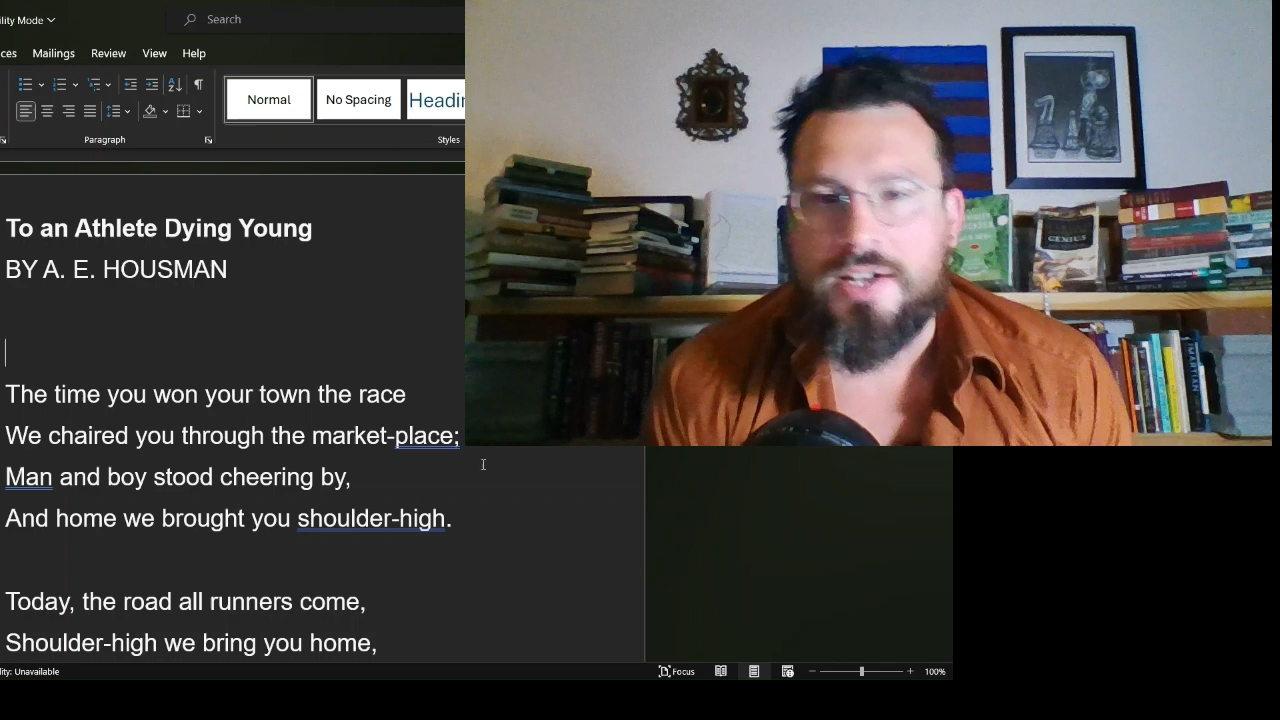 ility Mode
Search
ces Mailings Review View Help
Normal
No Spacing
Headin
Paragraph
Styles
To an Athlete Dying Young
BY A. E. HOUSMAN
The time you won your town the race
We chaired you through the market-place;
Man and boy stood cheering by,
And home we brought you shoulder-high.
Today, the road all runners come,
Shoulder-high we bring you home,
GENIUS
MARTIAN
lity: Unavailable
Focus
100%